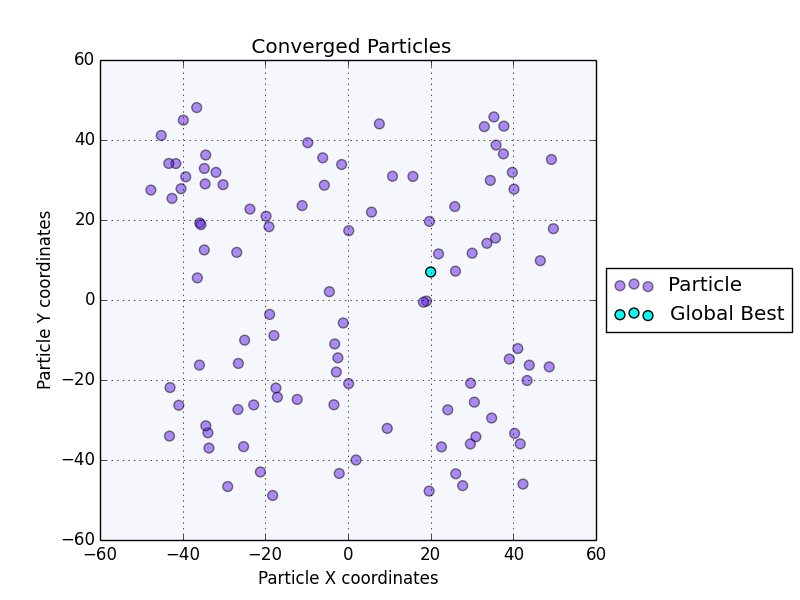 Converged Particles
60
40
20
0
−20
−40
−60
Particle Y coordinates
−60 −40 −20 0 20 40 60
Particle X coordinates
Particle
Global Best